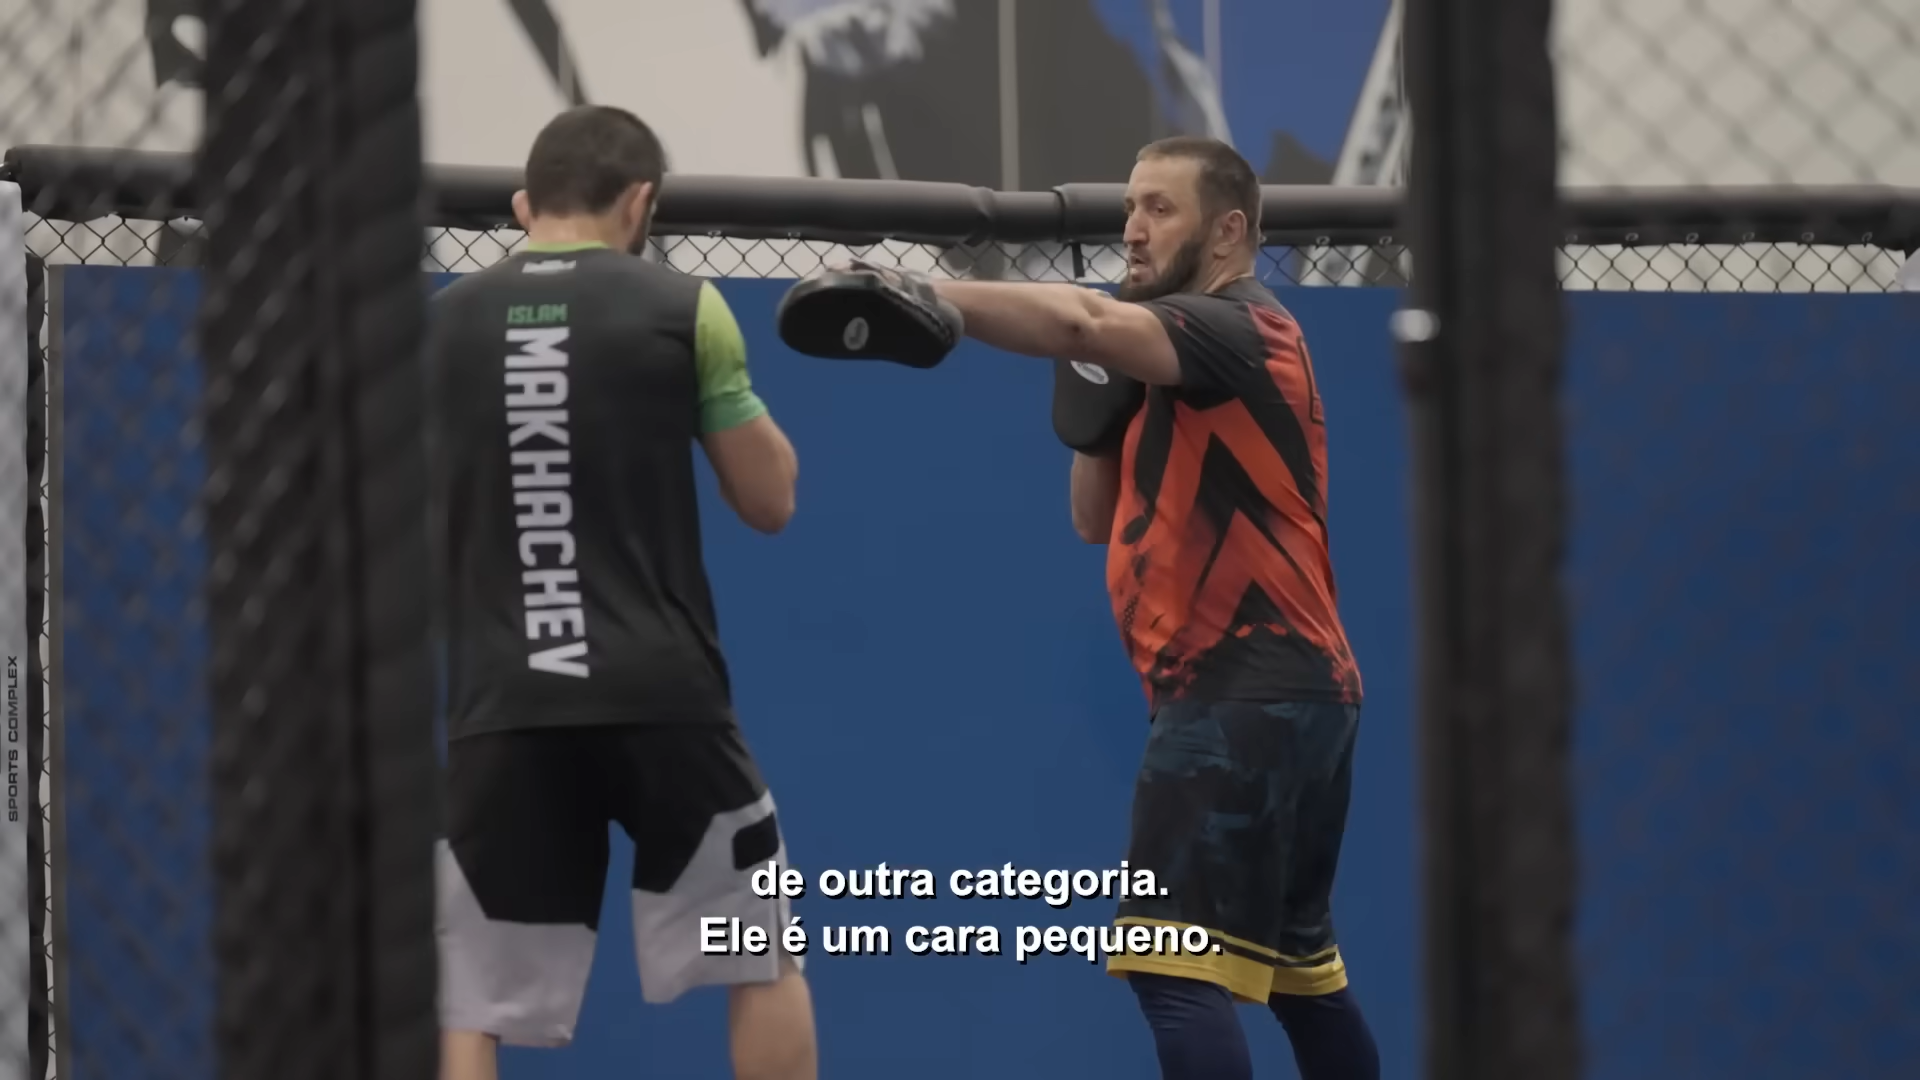 ISLAM
MAKHACHEV
SPORTS COMPLEX
de outra categoria.
Ele é um cara pequeno.